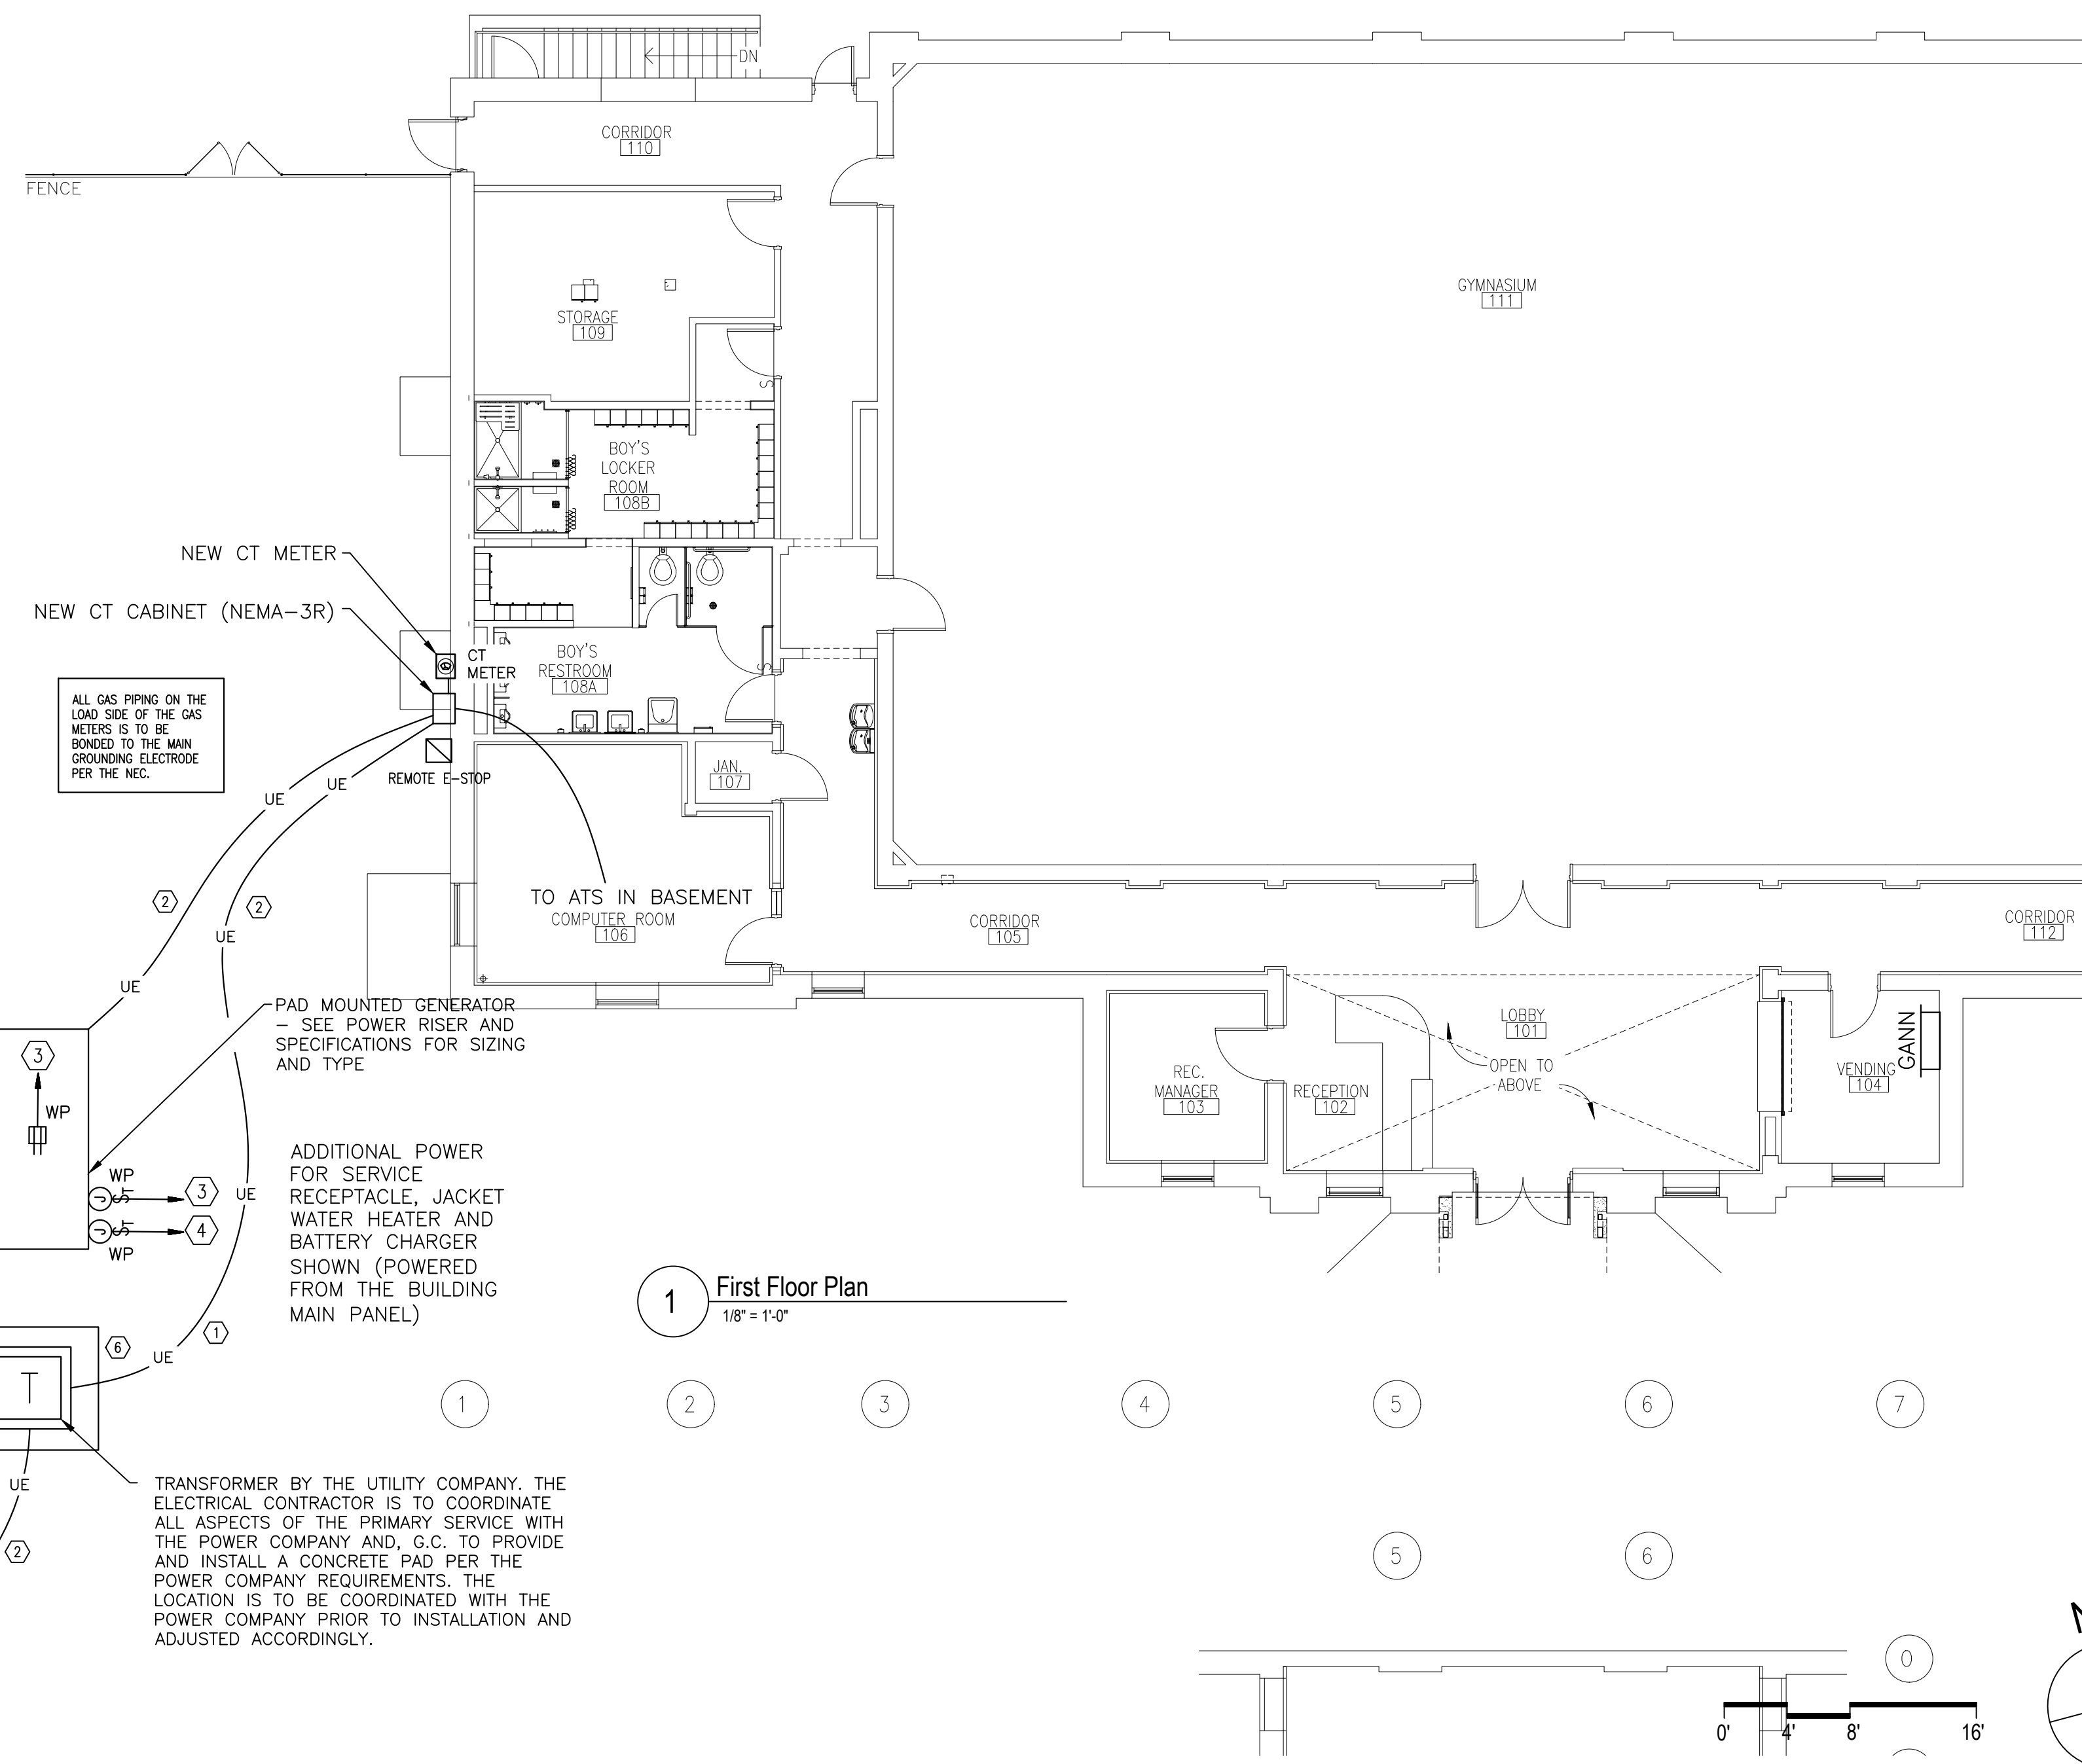 DN
CORRIDOR
110
FENCE
GYMNASIUM
111
STORAGE
109
S
BOY'S
LOCKER
ROOM
108B
NEW CT METER
NEW CT CABINET (NEMA-3R)
CT
METER
BOY'S
RESTROOM
108A
S
ALL GAS PIPING ON THE
LOAD SIDE OF THE GAS
METERS IS TO BE
BONDED TO THE MAIN
GROUNDING ELECTRODE
PER THE NEC.
REMOTE E-STOP
JAN.
107
UE
UE
TO ATS IN BASEMENT
COMPUTER ROOM
106
2
2
UE
UE
CORRIDOR
105
CORRIDOR
112
PAD MOUNTED GENERATOR
- SEE POWER RISER AND
SPECIFICATIONS FOR SIZING
AND TYPE
LOBBY
101
OPEN TO
ABOVE
REC.
MANAGER
103
RECEPTION
102
VENDING
104
GANN
3
WP
ADDITIONAL POWER
FOR SERVICE
RECEPTACLE, JACKET
WATER HEATER AND
BATTERY CHARGER
SHOWN (POWERED
FROM THE BUILDING
MAIN PANEL)
WP
J
ST
3
UE
J
ST
4
WP
1
First Floor Plan
1/8" = 1'-0"
1
6
UE
T
1
2
3
4
5
6
7
UE
2
TRANSFORMER BY THE UTILITY COMPANY. THE
ELECTRICAL CONTRACTOR IS TO COORDINATE
ALL ASPECTS OF THE PRIMARY SERVICE WITH
THE POWER COMPANY AND, G.C. TO PROVIDE
AND INSTALL A CONCRETE PAD PER THE
POWER COMPANY REQUIREMENTS. THE
LOCATION IS TO BE COORDINATED WITH THE
POWER COMPANY PRIOR TO INSTALLATION AND
ADJUSTED ACCORDINGLY.
5
6
0
0'
4'
8'
16'